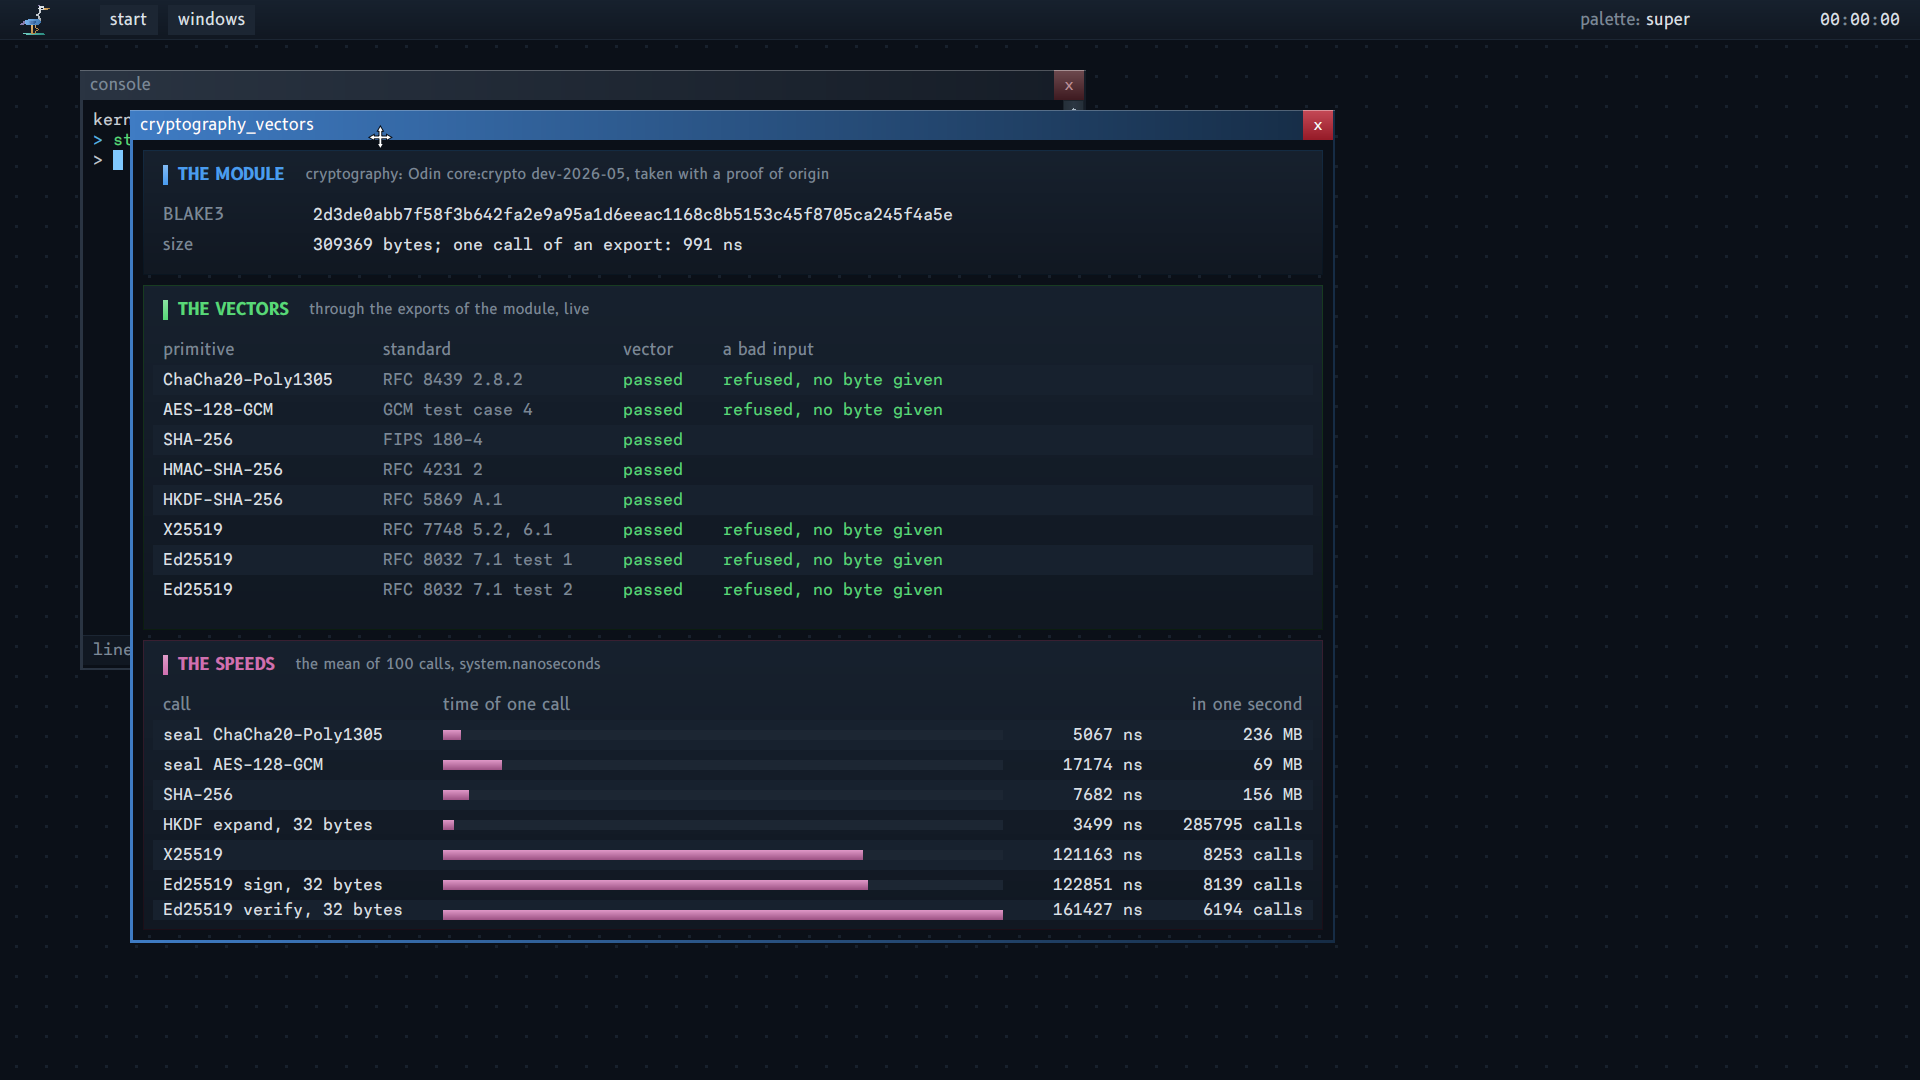 start windows palette: super 00:00:00
console x
kern
> st
>
line
cryptography_vectors x
THE MODULE cryptography: Odin core:crypto dev-2026-05, taken with a proof of origin
BLAKE3 2d3de0abb7f58f3b642fa2e9a95a1d6eeac1168c8b5153c45f8705ca245f4a5e
size 309369 bytes; one call of an export: 991 ns
THE VECTORS through the exports of the module, live
primitive standard vector a bad input
ChaCha20-Poly1305 RFC 8439 2.8.2 passed refused, no byte given
AES-128-GCM GCM test case 4 passed refused, no byte given
SHA-256 FIPS 180-4 passed
HMAC-SHA-256 RFC 4231 2 passed
HKDF-SHA-256 RFC 5869 A.1 passed
X25519 RFC 7748 5.2, 6.1 passed refused, no byte given
Ed25519 RFC 8032 7.1 test 1 passed refused, no byte given
Ed25519 RFC 8032 7.1 test 2 passed refused, no byte given
THE SPEEDS the mean of 100 calls, system.nanoseconds
call time of one call in one second
seal ChaCha20-Poly1305 5067 ns 236 MB
seal AES-128-GCM 17174 ns 69 MB
SHA-256 7682 ns 156 MB
HKDF expand, 32 bytes 3499 ns 285795 calls
X25519 121163 ns 8253 calls
Ed25519 sign, 32 bytes 122851 ns 8139 calls
Ed25519 verify, 32 bytes 161427 ns 6194 calls